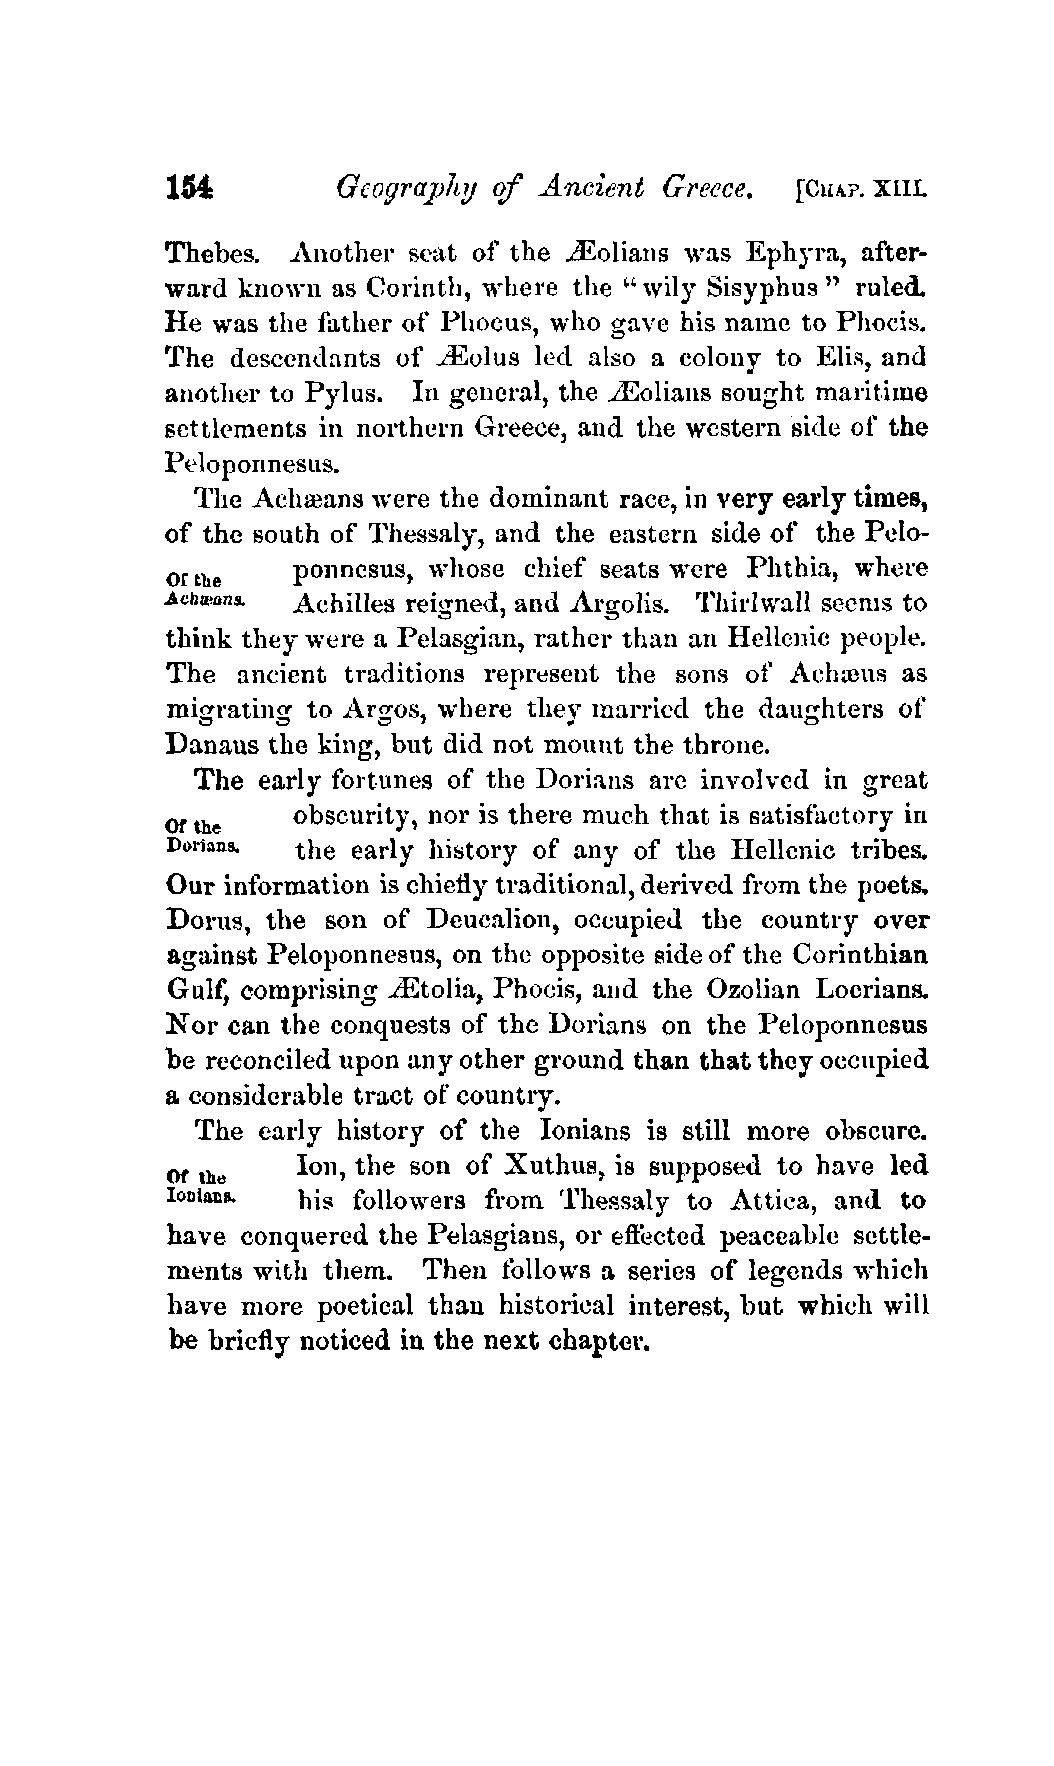 154 Geography of Ancient Greece. [CHAP. XIII.
Thebes. Another seat of the Æolians was Ephyra, after-
ward known as Corinth, where the “wily Sisyphus” ruled.
He was the father of Phocus, who gave his name to Phocis.
The descendants of Æolus led also a colony to Elis, and
another to Pylus. In general, the Æolians sought maritime
settlements in northern Greece, and the western side of the
Peloponnesus.
The Achæans were the dominant race, in very early times,
of the south of Thessaly, and the eastern side of the Pelo-
Of the ponnesus, whose chief seats were Phthia, where
Achæans. Achilles reigned, and Argolis. Thirlwall seems to
think they were a Pelasgian, rather than an Hellenic people.
The ancient traditions represent the sons of Achæus as
migrating to Argos, where they married the daughters of
Danaus the king, but did not mount the throne.
The early fortunes of the Dorians are involved in great
Of the obscurity, nor is there much that is satisfactory in
Dorians. the early history of any of the Hellenic tribes.
Our information is chiefly traditional, derived from the poets.
Dorus, the son of Deucalion, occupied the country over
against Peloponnesus, on the opposite side of the Corinthian
Gulf, comprising Ætolia, Phocis, and the Ozolian Locrians.
Nor can the conquests of the Dorians on the Peloponnesus
be reconciled upon any other ground than that they occupied
a considerable tract of country.
The early history of the Ionians is still more obscure.
Of the Ion, the son of Xuthus, is supposed to have led
Ionians. his followers from Thessaly to Attica, and to
have conquered the Pelasgians, or effected peaceable settle-
ments with them. Then follows a series of legends which
have more poetical than historical interest, but which will
be briefly noticed in the next chapter.